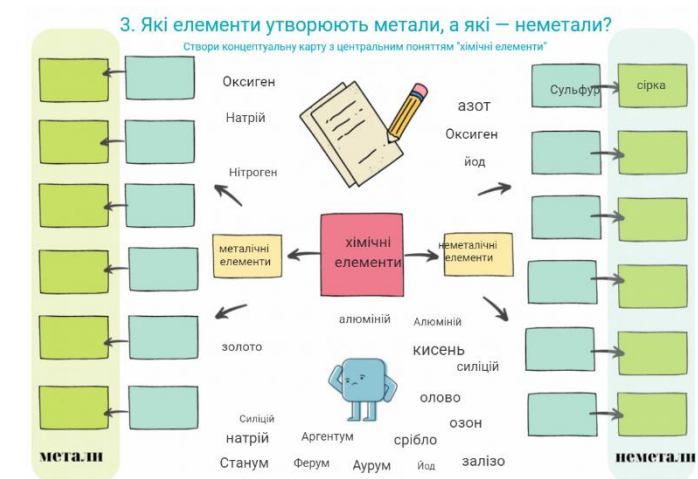 3. Які елементи утворюють метали, а які — неметали?
Створи концептуальну карту з центральним поняттям "хімічні елементи"
Оксиген
Натрій
Нітроген
азот
Оксиген
йод
Сульфур
сірка
металічні
елементи
хімічні
елементи
неметалічні
елементи
алюміній
Алюміній
золото
кисень
силіцій
олово
озон
Силіцій
натрій
Аргентум
срібло
Станум
Ферум
Аурум
Йод
залізо
метали
неметали